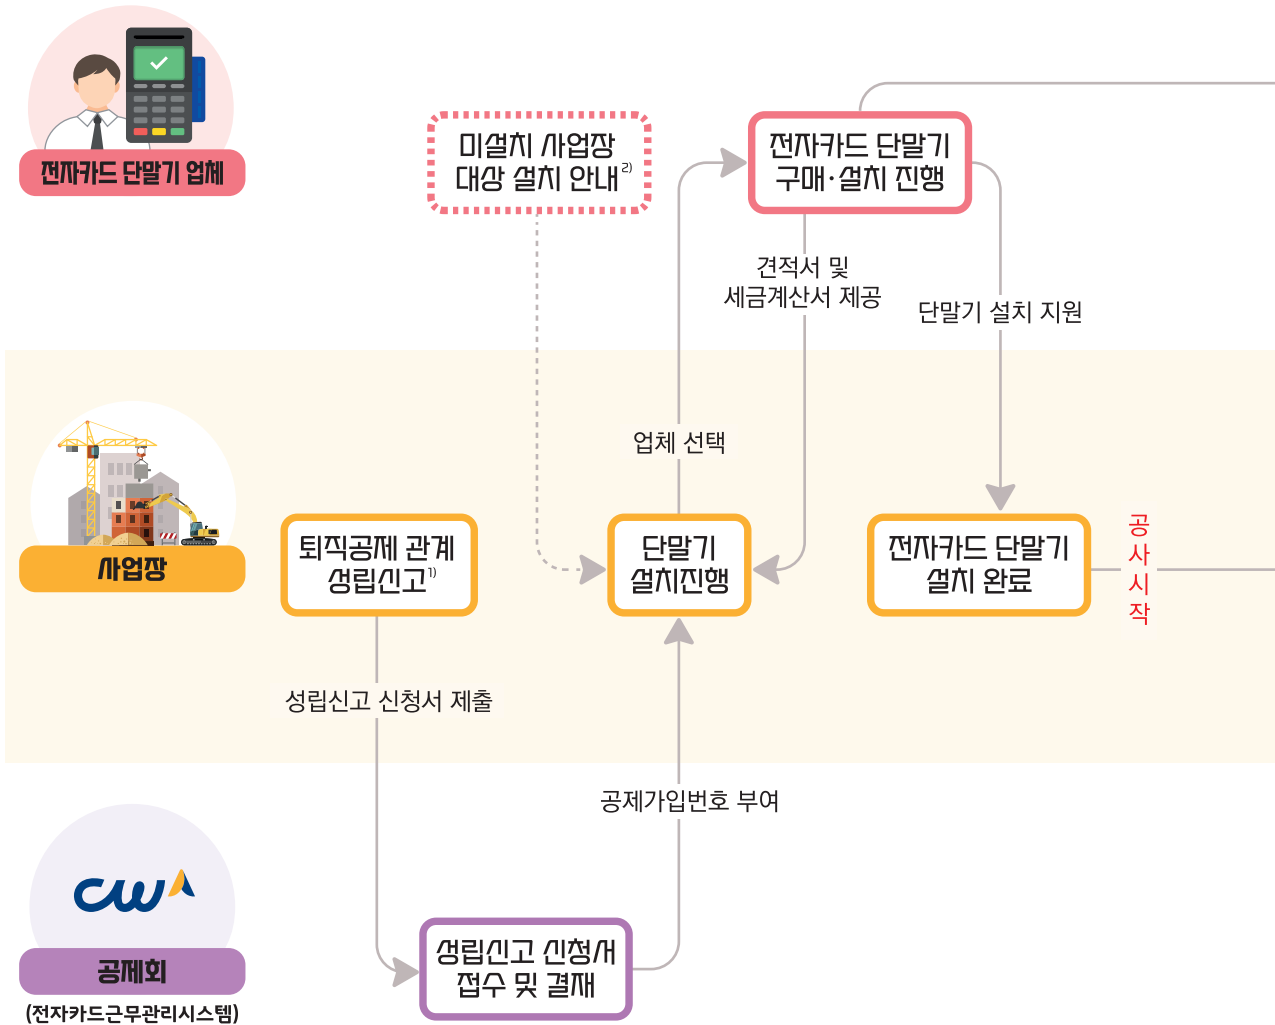 전자카드 단말기 업체
미설치 사업장
대상 설치 안내2)
전자카드 단말기
구매·설치 진행
견적서 및
세금계산서 제공
단말기 설치 지원
업체 선택
사업장
퇴직공제 관계
성립신고1)
단말기
설치진행
전자카드 단말기
설치 완료
공
사
시
작
성립신고 신청서 제출
공제가입번호 부여
cw
공제회
(전자카드근무관리시스템)
성립신고 신청서
접수 및 결재